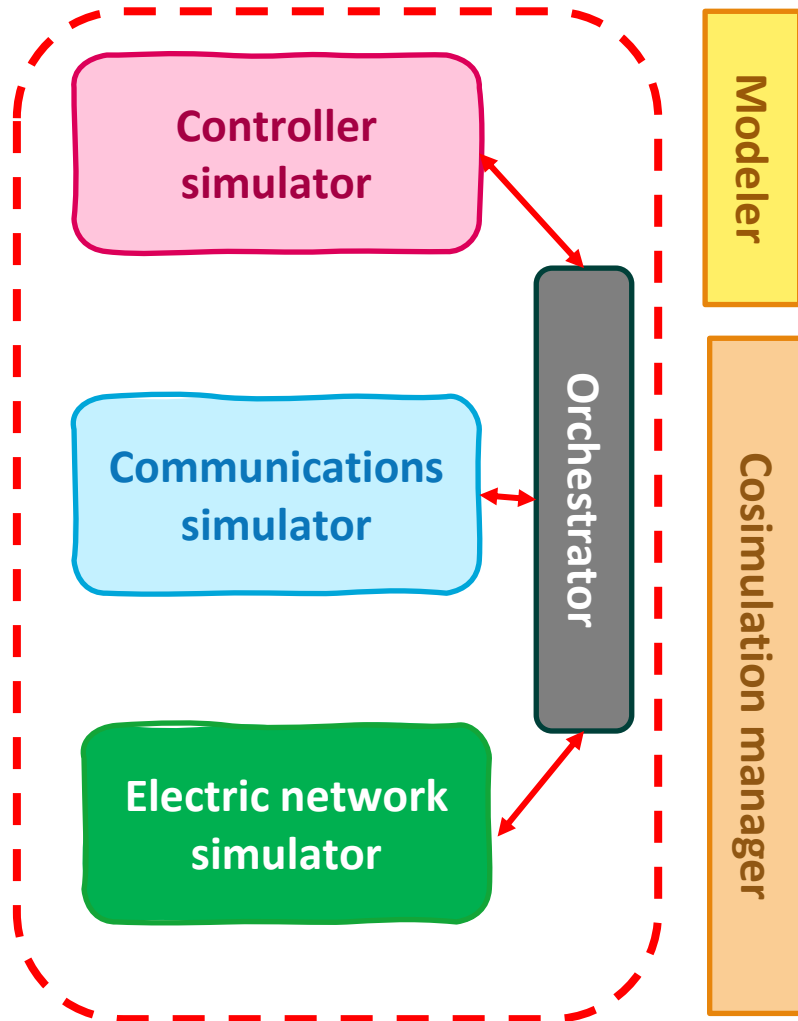 Controller
simulator
Modeler
Orchestrator
Communications
simulator
Cosimulation manager
Electric network
simulator